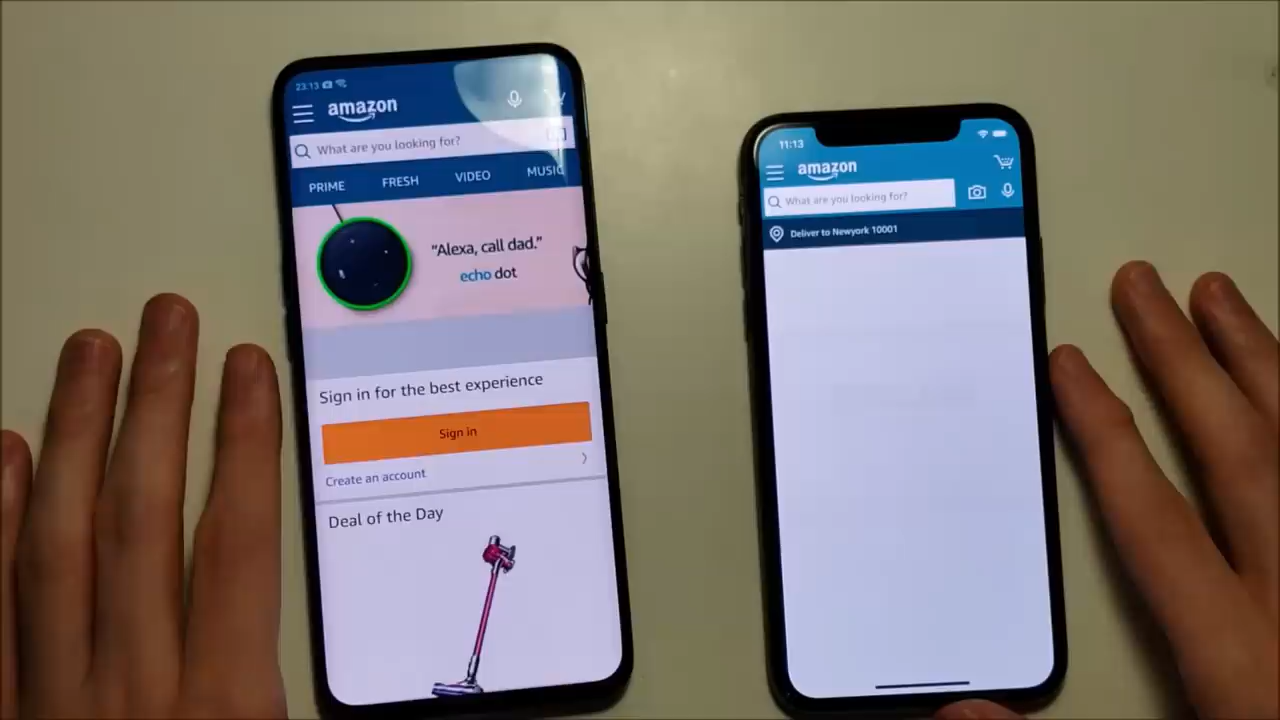 23:13
amazon
What are you looking for?
PRIME FRESH VIDEO MUSIC
"Alexa, call dad."
echo dot
Sign in for the best experience
Sign in
Create an account
Deal of the Day
11:13
amazon
What are you looking for?
Deliver to Newyork 10001